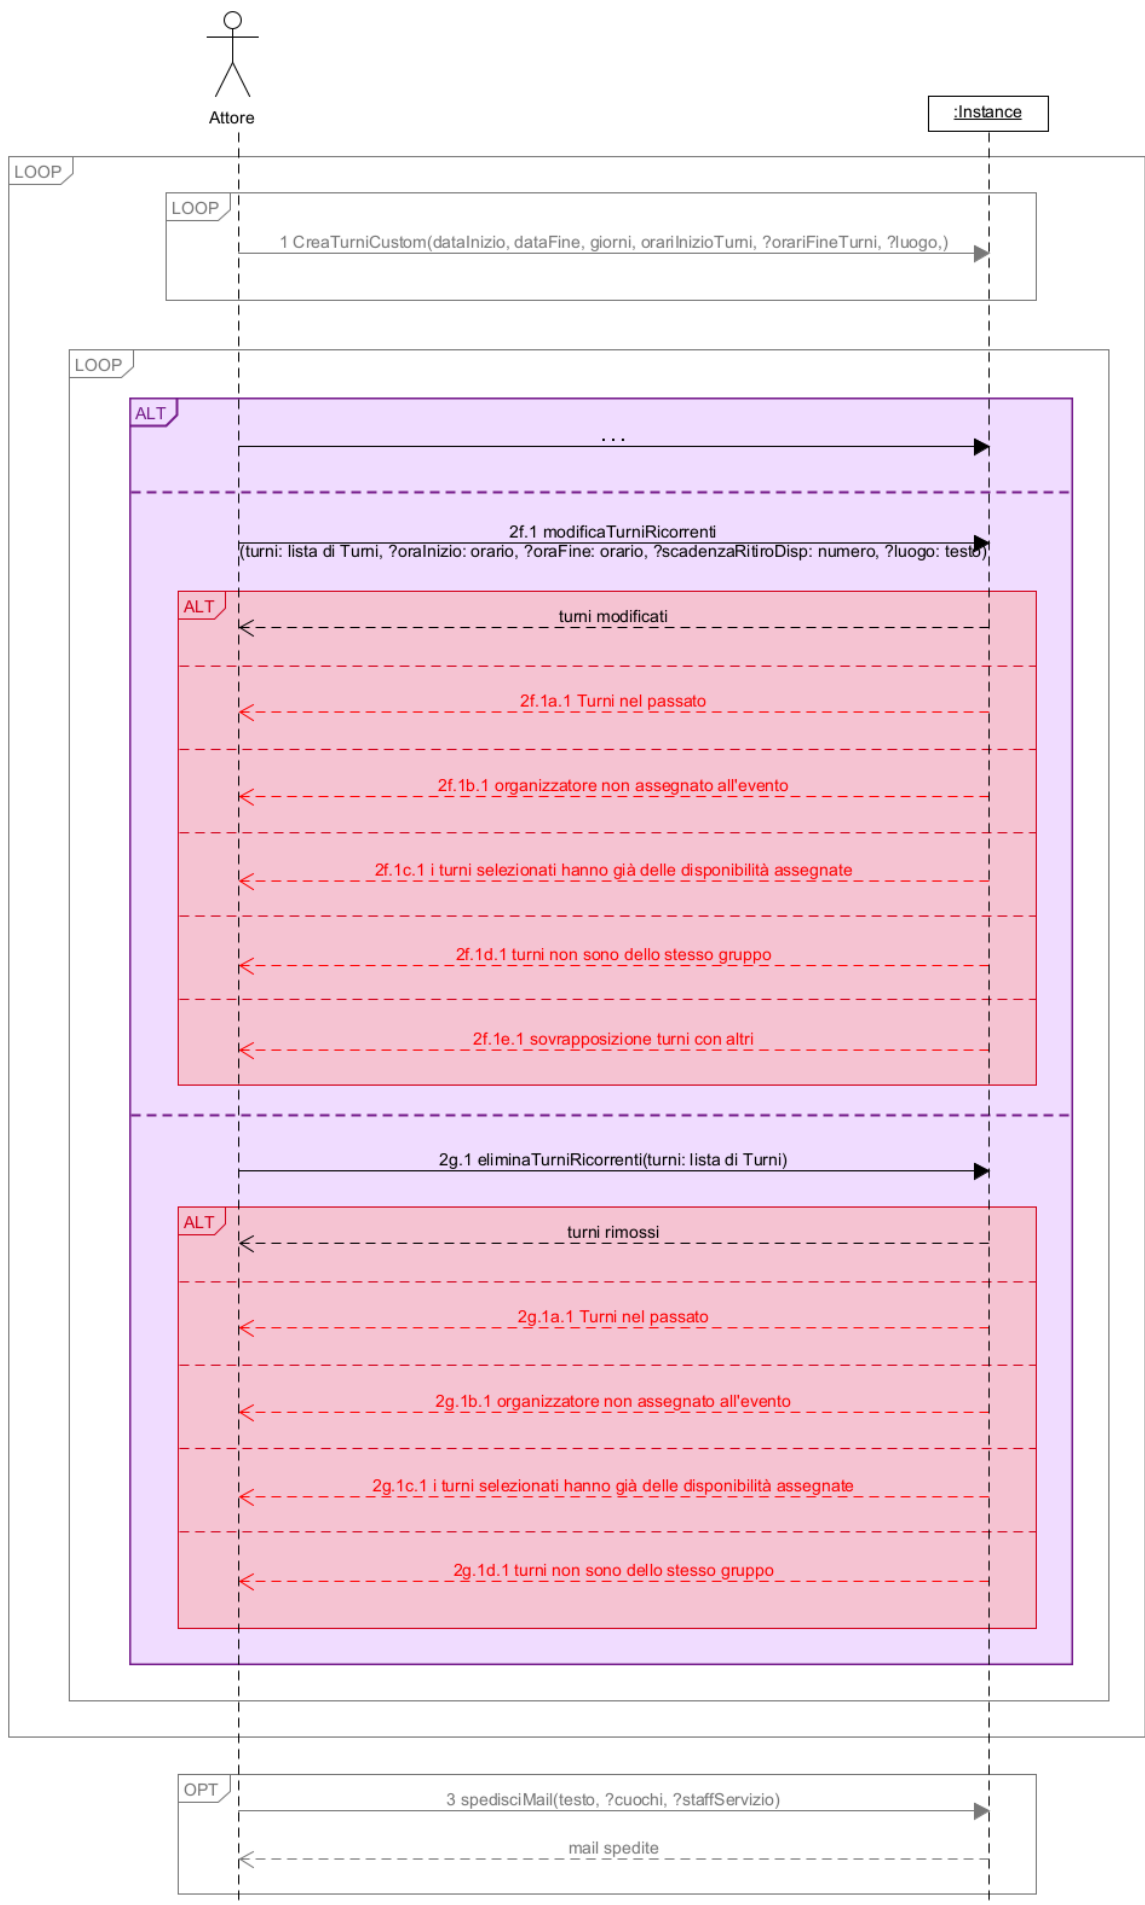 Attore
:Instance
LOOP
LOOP
1 CreaTurniCustom(dataInizio, dataFine, giorni, orariInizioTurni, ?orariFineTurni, ?luogo,)
LOOP
ALT
. . .
2f.1 modificaTurniRicorrenti
(turni: lista di Turni, ?oraInizio: orario, ?oraFine: orario, ?scadenzaRitiroDisp: numero, ?luogo: testo)
ALT
turni modificati
2f.1a.1 Turni nel passato
2f.1b.1 organizzatore non assegnato all'evento
2f.1c.1 i turni selezionati hanno già delle disponibilità assegnate
2f.1d.1 turni non sono dello stesso gruppo
2f.1e.1 sovrapposizione turni con altri
2g.1 eliminaTurniRicorrenti(turni: lista di Turni)
ALT
turni rimossi
2g.1a.1 Turni nel passato
2g.1b.1 organizzatore non assegnato all'evento
2g.1c.1 i turni selezionati hanno già delle disponibilità assegnate
2g.1d.1 turni non sono dello stesso gruppo
OPT
3 spedisciMail(testo, ?cuochi, ?staffServizio)
mail spedite